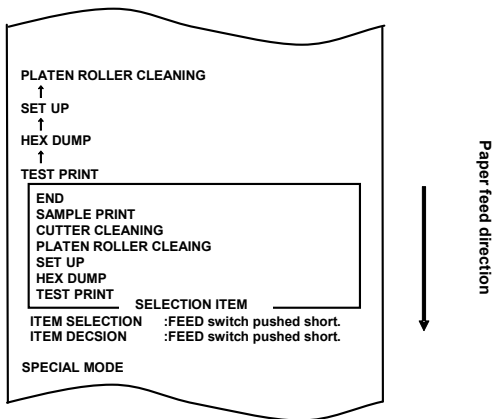 PLATEN ROLLER CLEANING
↑
SET UP
↑
HEX DUMP
↑
TEST PRINT
END
SAMPLE PRINT
CUTTER CLEANING
PLATEN ROLLER CLEAING
SET UP
HEX DUMP
TEST PRINT
SELECTION ITEM
ITEM SELECTION :FEED switch pushed short.
ITEM DECSION :FEED switch pushed short.
SPECIAL MODE
Paper feed direction